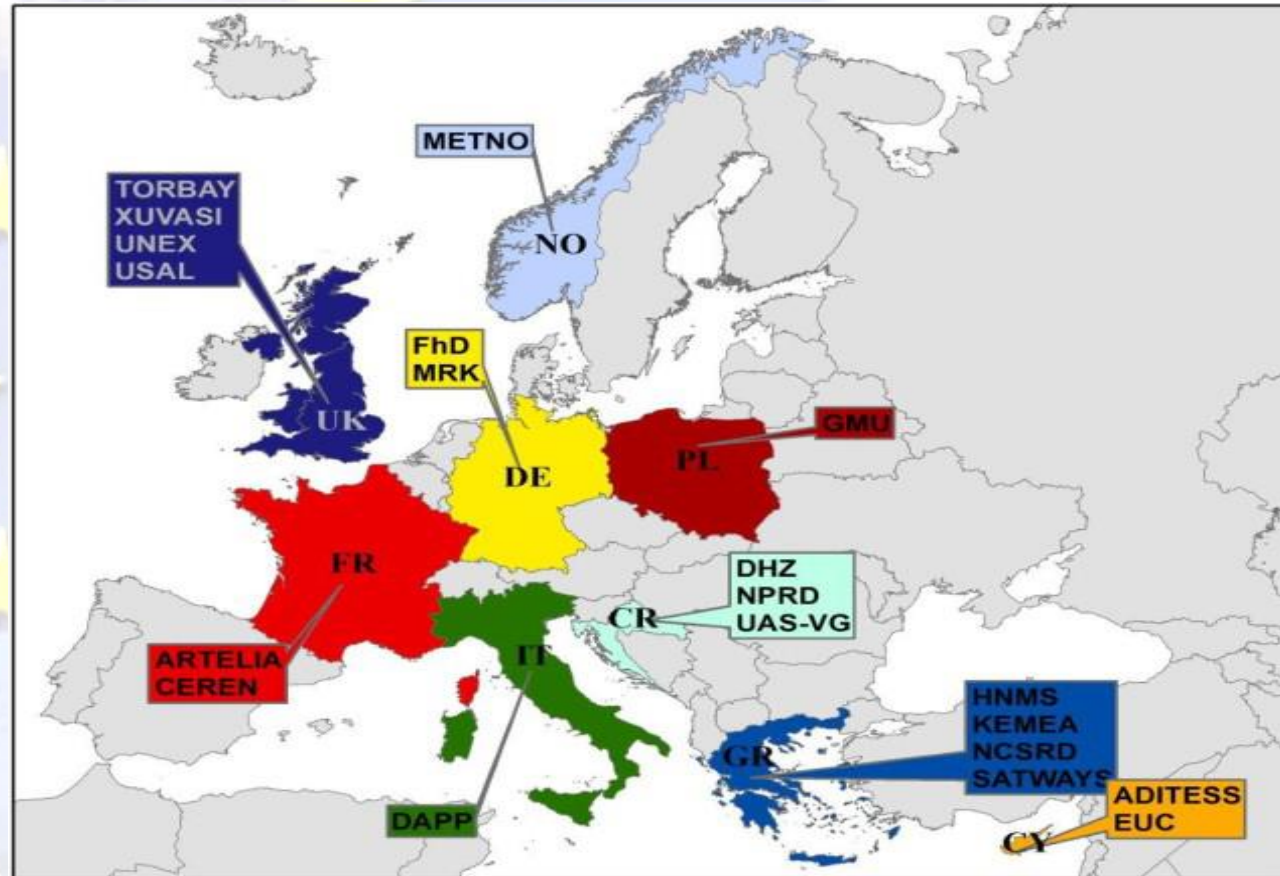 METNO
NO
TORBAY
XUVASI
UNEX
USAL
UK
FhD
MRK
DE
GMU
PL
FR
ARTELIA
CEREN
DHZ
NPRD
UAS-VG
CR
IT
DAPP
HNMS
KEMEA
NCSRD
SATWAYS
GR
ADITESS
EUC
CY